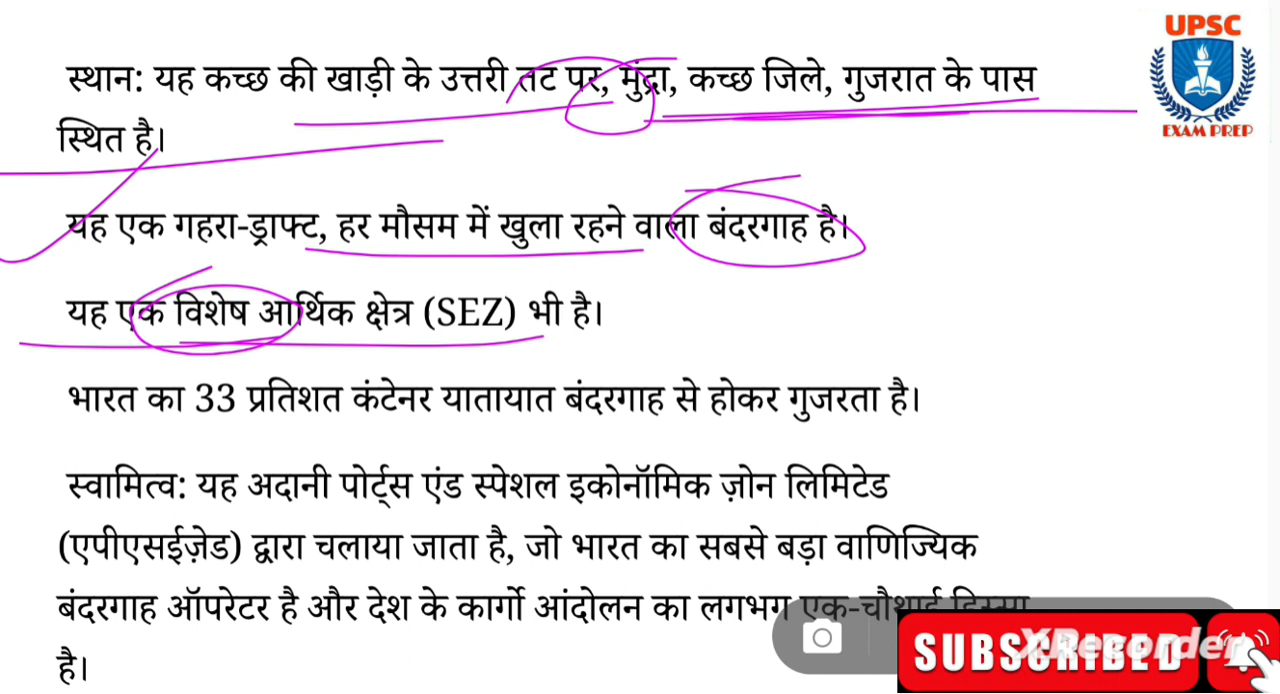 UPSC
EXAM PREP
स्थान: यह कच्छ की खाड़ी के उत्तरी तट पर, मुंद्रा, कच्छ जिले, गुजरात के पास
स्थित है।
यह एक गहरा-ड्राफ्ट, हर मौसम में खुला रहने वाला बंदरगाह है।
यह एक विशेष आर्थिक क्षेत्र (SEZ) भी है।
भारत का 33 प्रतिशत कंटेनर यातायात बंदरगाह से होकर गुजरता है।
स्वामित्व: यह अदानी पोर्ट्स एंड स्पेशल इकोनॉमिक ज़ोन लिमिटेड
(एपीएसईज़ेड) द्वारा चलाया जाता है, जो भारत का सबसे बड़ा वाणिज्यिक
बंदरगाह ऑपरेटर है और देश के कार्गो आंदोलन का लगभग एक-चौथाई हिस्सा
है।
SUBSCRIBED
XRecorder